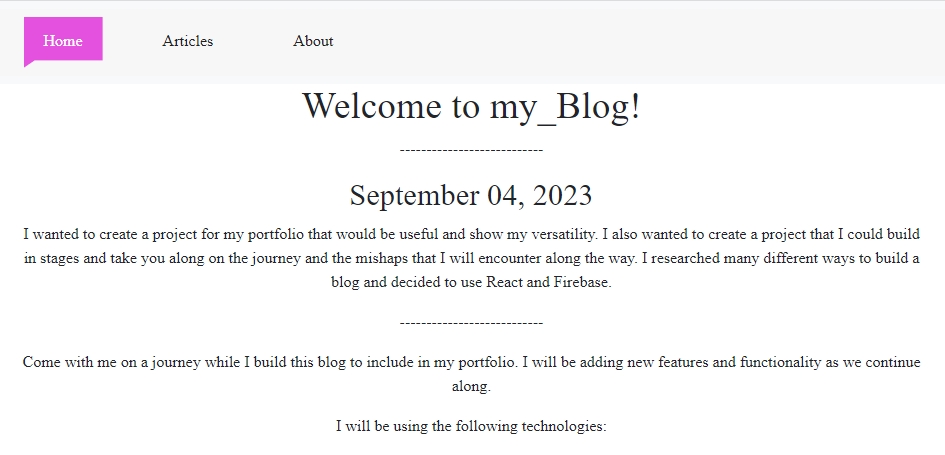 Home Articles About
Welcome to my_Blog!
---------------------------
September 04, 2023
I wanted to create a project for my portfolio that would be useful and show my versatility. I also wanted to create a project that I could build
in stages and take you along on the journey and the mishaps that I will encounter along the way. I researched many different ways to build a
blog and decided to use React and Firebase.
---------------------------
Come with me on a journey while I build this blog to include in my portfolio. I will be adding new features and functionality as we continue
along.
I will be using the following technologies: